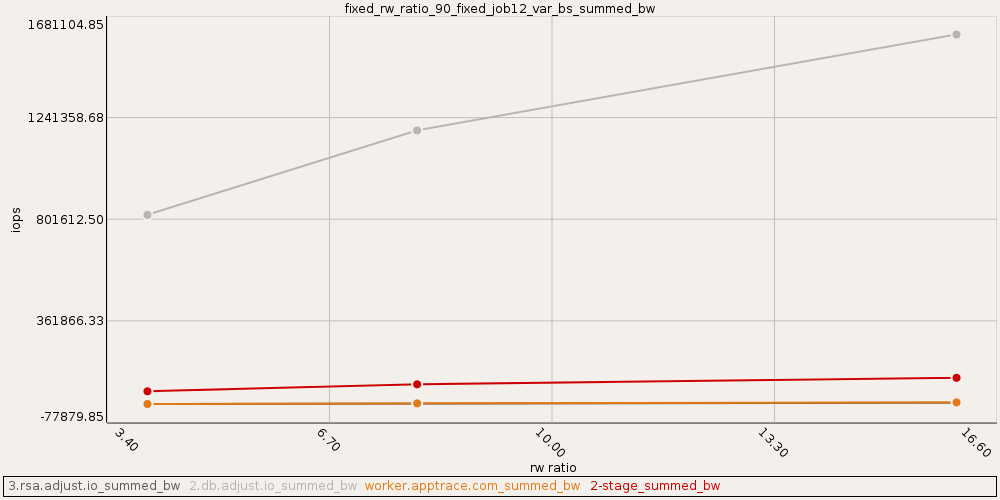 fixed_rw_ratio_90_fixed_job12_var_bs_summed_bw
1681104.85
1241358.68
801612.50
361866.33
-77879.85
iops
3.40
6.70
10.00
13.30
16.60
rw ratio
3.rsa.adjust.io_summed_bw 2.db.adjust.io_summed_bw worker.apptrace.com_summed_bw 2-stage_summed_bw